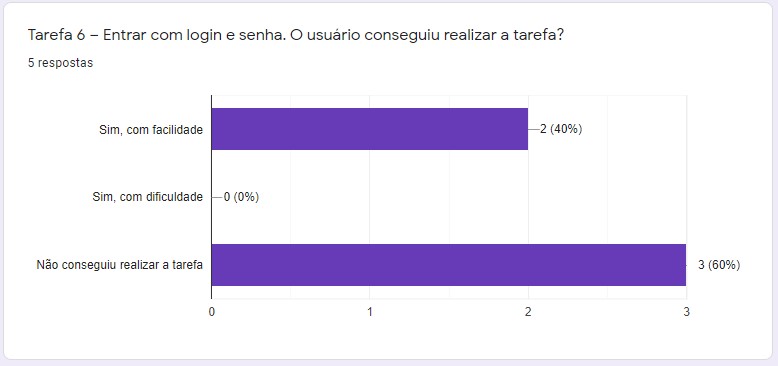 Tarefa 6 – Entrar com login e senha. O usuário conseguiu realizar a tarefa?
5 respostas
Sim, com facilidade
2 (40%)
Sim, com dificuldade
0 (0%)
Não conseguiu realizar a tarefa
3 (60%)
0 1 2 3